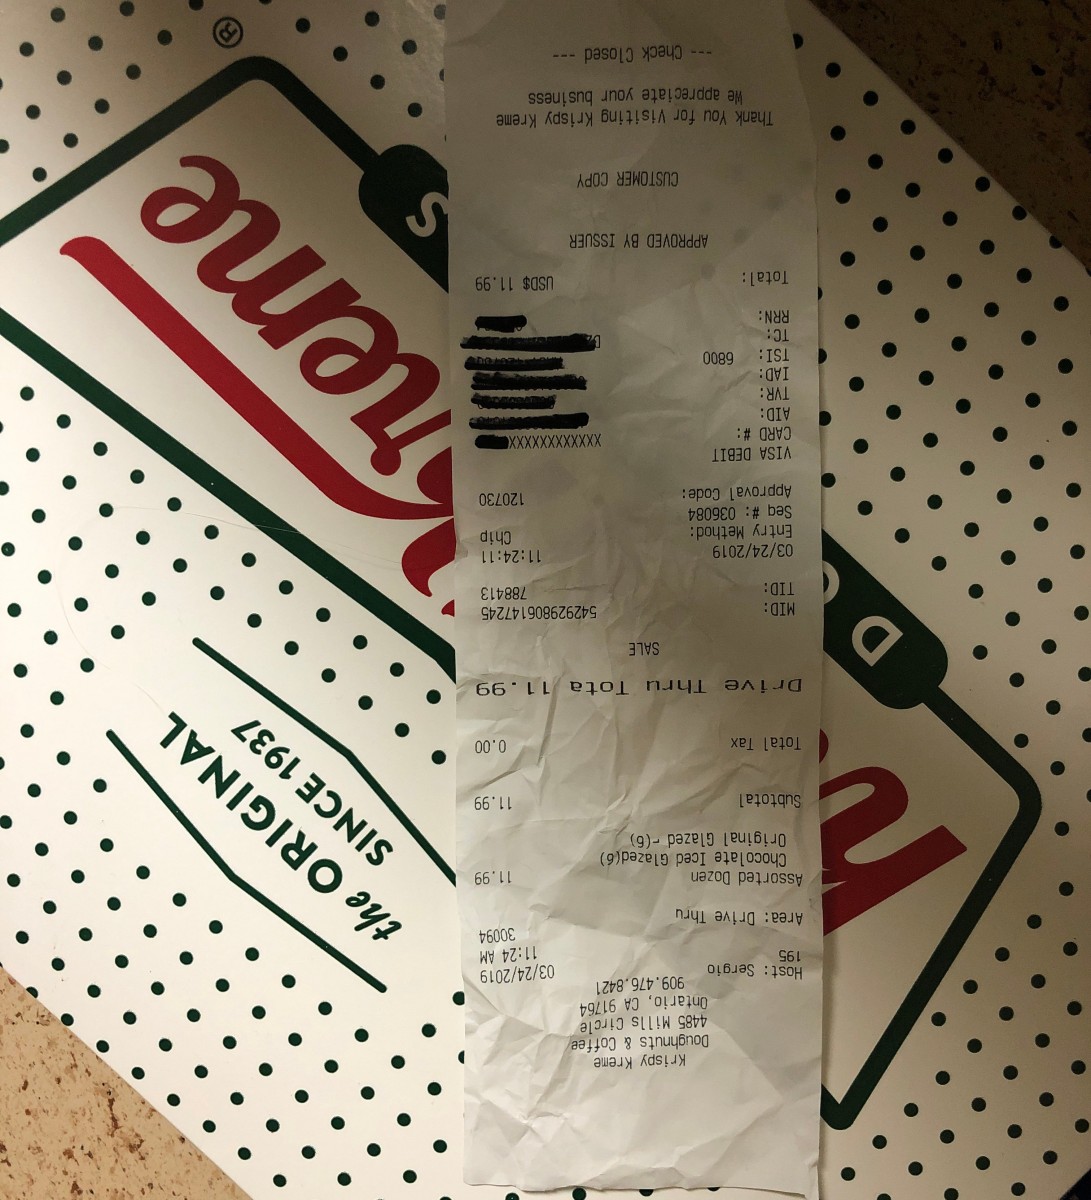 Krispy Kreme
Doughnuts & Coffee
4485 Mills Circle
Ontario, CA 91764
909.476.8421
Host: Sergio 03/24/2019
195 11:24 AM
30094
Area: Drive Thru
Assorted Dozen 11.99
Chocolate Iced Glazed(6)
Original Glazed -(6)
Subtotal 11.99
Total Tax 0.00
Drive Thru Tota 11.99
SALE
MID: 542929806147245
TID: 788413
03/24/2019 11:24:11
Entry Method: Chip
Seq #: 036084
Approval Code: 120730
VISA DEBIT
CARD #: XXXXXXXXXXXX
AID:
TVR:
IAD:
TSI: 6800
TC:
RRN:
Total: USD$ 11.99
APPROVED BY ISSUER
CUSTOMER COPY
Thank You for Visiting Krispy Kreme
We appreciate your business
--- Check Closed ---
the ORIGINAL
SINCE 1937
D
S
reme
®